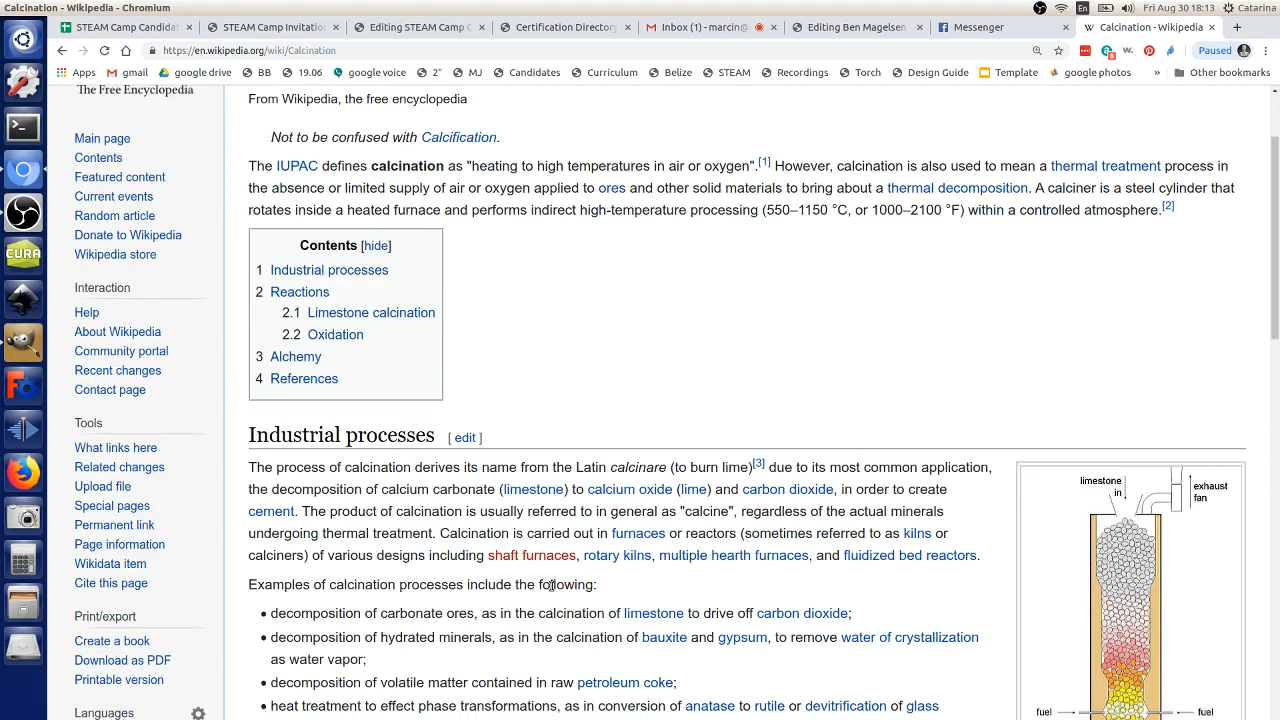 Calcination - Wikipedia - Chromium
En
Fri Aug 30 18:13
Catarina
STEAM Camp Candid
STEAM Camp Invitati
Editing STEAM Camp C
Certification Directory
Inbox (1) - marcin@
Editing Ben Magelsen
Messenger
Calcination - Wikipedia
https://en.wikipedia.org/wiki/Calcination
Paused
Apps
gmail
google drive
BB
19.06
google voice
2"
MJ
Candidates
Curriculum
Belize
STEAM
Recordings
Torch
Design Guide
Template
google photos
»
Other bookmarks
The Free Encyclopedia
Main page
Contents
Featured content
Current events
Random article
Donate to Wikipedia
Wikipedia store
Interaction
Help
About Wikipedia
Community portal
Recent changes
Contact page
Tools
What links here
Related changes
Upload file
Special pages
Permanent link
Page information
Wikidata item
Cite this page
Print/export
Create a book
Download as PDF
Printable version
Languages
From Wikipedia, the free encyclopedia
Not to be confused with Calcification.
The IUPAC defines calcination as "heating to high temperatures in air or oxygen".[1] However, calcination is also used to mean a thermal treatment process in
the absence or limited supply of air or oxygen applied to ores and other solid materials to bring about a thermal decomposition. A calciner is a steel cylinder that
rotates inside a heated furnace and performs indirect high-temperature processing (550–1150 °C, or 1000–2100 °F) within a controlled atmosphere.[2]
Contents [hide]
1 Industrial processes
2 Reactions
2.1 Limestone calcination
2.2 Oxidation
3 Alchemy
4 References
Industrial processes [ edit ]
The process of calcination derives its name from the Latin calcinare (to burn lime)[3] due to its most common application,
the decomposition of calcium carbonate (limestone) to calcium oxide (lime) and carbon dioxide, in order to create
cement. The product of calcination is usually referred to in general as "calcine", regardless of the actual minerals
undergoing thermal treatment. Calcination is carried out in furnaces or reactors (sometimes referred to as kilns or
calciners) of various designs including shaft furnaces, rotary kilns, multiple hearth furnaces, and fluidized bed reactors.
Examples of calcination processes include the following:
• decomposition of carbonate ores, as in the calcination of limestone to drive off carbon dioxide;
• decomposition of hydrated minerals, as in the calcination of bauxite and gypsum, to remove water of crystallization
as water vapor;
• decomposition of volatile matter contained in raw petroleum coke;
• heat treatment to effect phase transformations, as in conversion of anatase to rutile or devitrification of glass
limestone
in
exhaust
fan
fuel
fuel
CURA